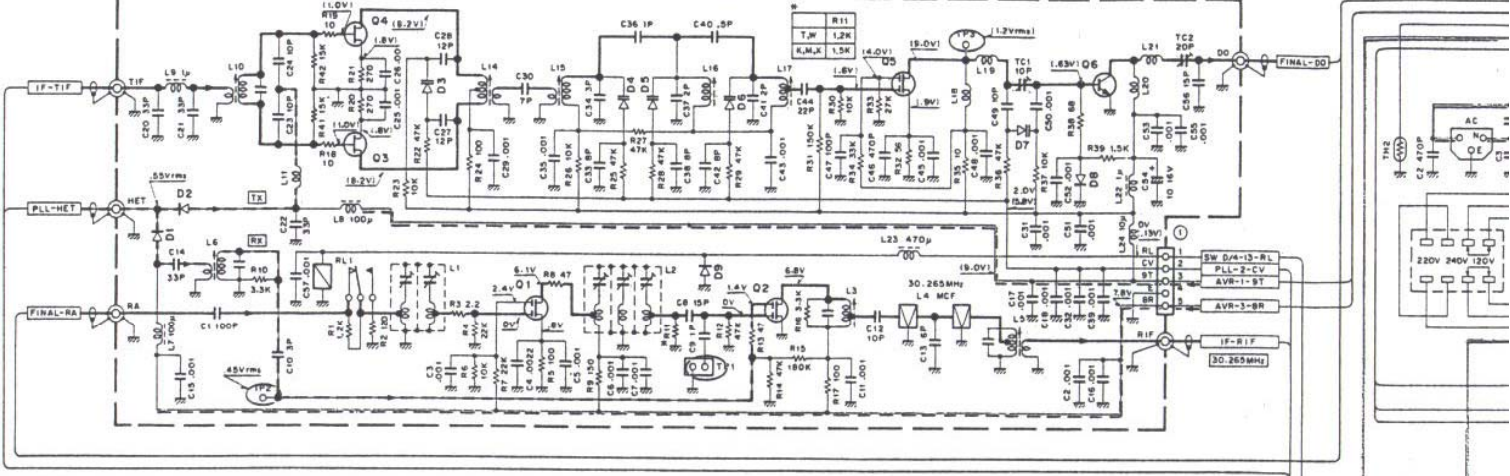 (1.0V)
R19
10
Q4
(8.2V)
C36 1P
C40 .5P
*
R11
T,W 1.2K
K,M,X 1.5K
TP3
(1.2Vrms)
TC2
20P
DO
FINAL-DO
C24 10P
R42 15K
(1.8V)
R21
270
C26 .001
C28
12P
L14
C30
7P
L15
D4
D5
L16
D6
L17
(4.0V)
(9.0V)
Q5
(1.6V)
L19
TC1
10P
(1.63V)
Q6
L21
L20
C56 15P
IF-TIF
TIF
L9 1μ
L10
C20 33P
C21 33P
C23 10P
R41 15K
R20
270
C25 .001
D3
C27
12P
C34 3P
C37 2P
C41 2P
C44
22P
R30
10K
R33
27K
(1.9V)
L18
C49 10P
C50 .001
R38 68
C53 .001
C55 .001
(1.0V)
R18
10
(1.8V)
Q3
(8.2V)
R22 47K
R23
10K
R24 100
C29 .001
C35 .001
R26 10K
C33 8P
R25 47K
R27
47K
R28 47K
C38 8P
C42 8P
R29 47K
C43 .001
R31 150K
C47 100P
R34 33K
C46 470P
R32 56
C45 .001
R35 10
C48 .001
R36 47K
D7
R37 10K
C52 .001
D8
R39 1.5K
L22 1μ
C54
10 16V
TH2
C2 470P
AC
N
E
.55Vrms
D2
L11
PLL-HET
HET
TX
C22
33P
L8 100μ
2.0V
C31 .001
C51 .001
L24 10μ
0V
①
D1
L6
RX
C14
33P
R10
3.3K
C57 .001
RL1
L23 470μ
RL 1
CV 2
9T 3
E 4
8R 5
SW D/4-13-RL
PLL-2-CV
AVR-1-9T
AVR-3-8R
220V 240V 120V
FINAL-RA
RA
C1 100P
L7 100μ
C15 .001
C10 3P
R1
1.2K
R2 120
L1
R3 2.2
R4
22K
2.4V
Q1
6.1V
R8 47
0V
.8V
L2
D9
C8 15P
0V
1.4V
Q2
6.8V
R16 3.3K
L3
(9.0V)
30.265MHz
L4 MCF
C12
10P
C13 6P
L5
C17 .001
C18 .001
C32 .001
C39 .001
7.8V
RIF
IF-RIF
30.265MHz
.45Vrms
TP2
C3
.001
R6
10K
R7 22K
C4 .0022
R5 100
C5 .001
R9 150
C6 .001
C7 .001
R11
*
C9 1P
TP1
R12
47K
R13 47
R14 47K
R15
180K
R17 100
C11 .001
C2 .001
C16 .001